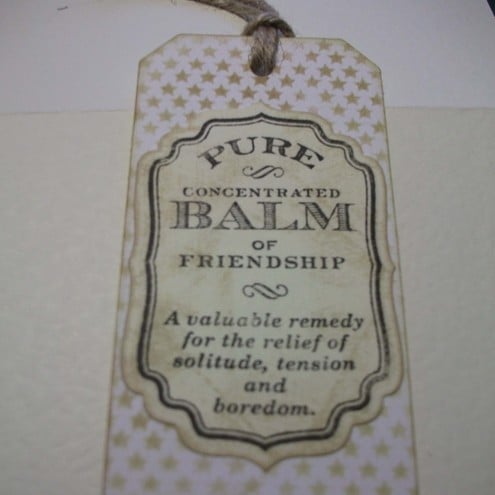 PURE
CONCENTRATED
BALM
OF
FRIENDSHIP
A valuable remedy
for the relief of
solitude, tension
and
boredom.